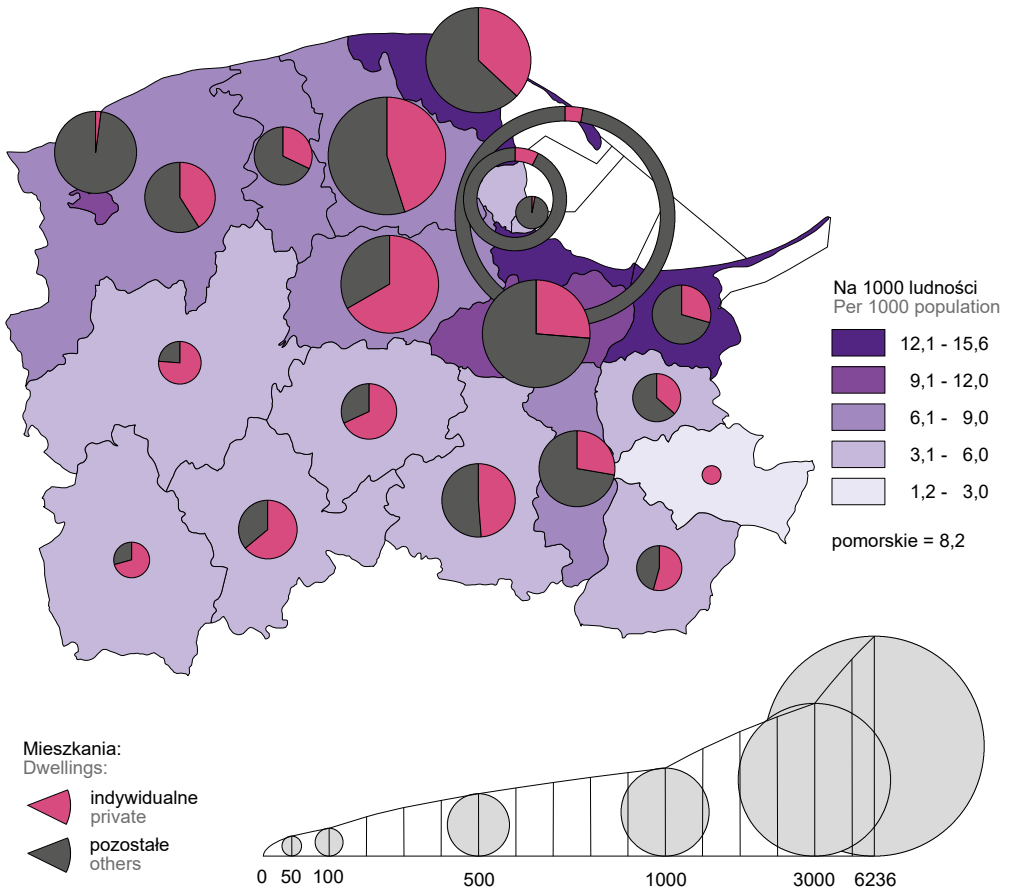 Na 1000 ludności
Per 1000 population
12,1 - 15,6
9,1 - 12,0
6,1 - 9,0
3,1 - 6,0
1,2 - 3,0
pomorskie = 8,2
Mieszkania:
Dwellings:
indywidualne
private
pozostałe
others
0 50 100 500 1000 3000 6236